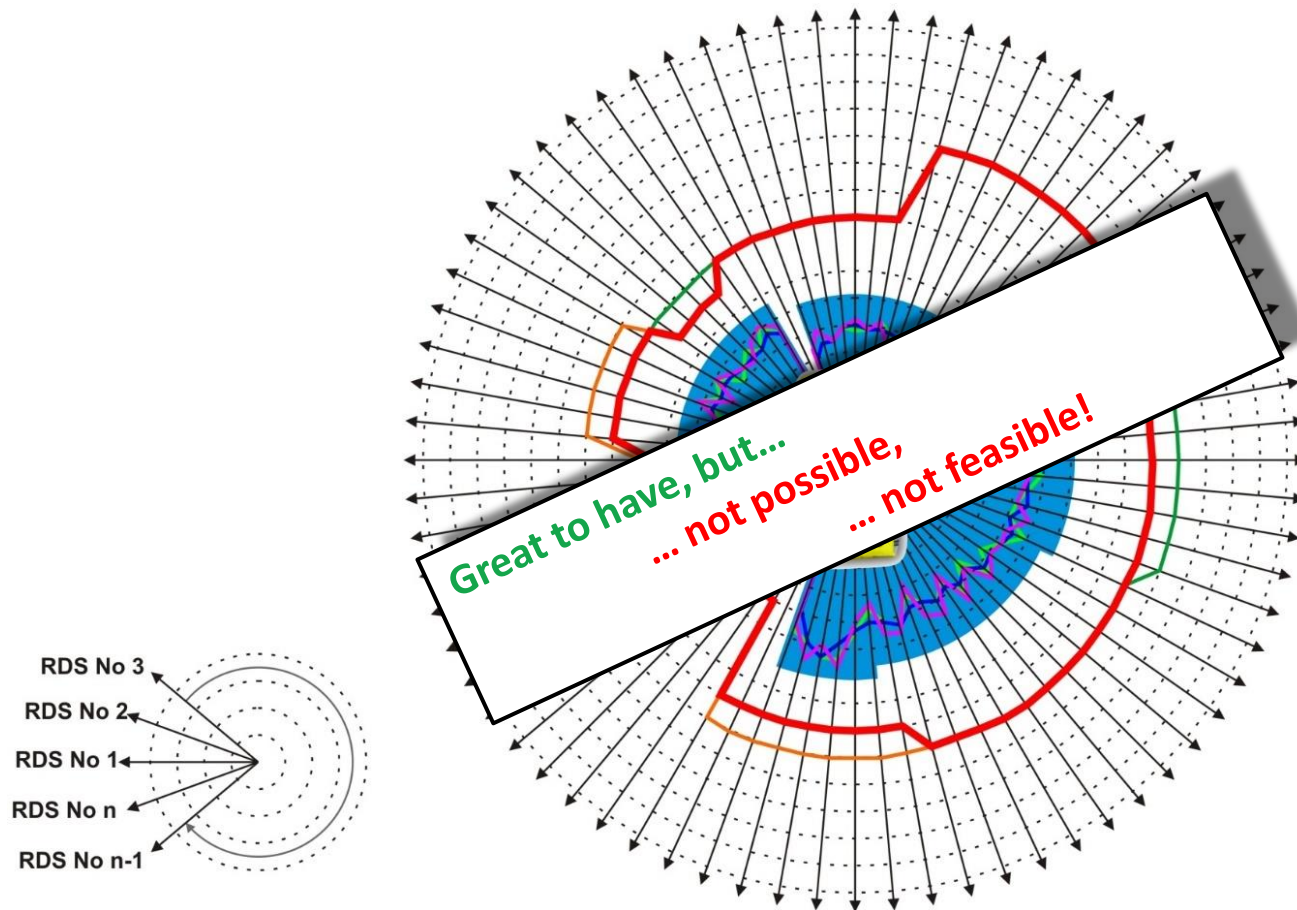 Great to have, but...
... not possible,
... not feasible!
RDS No 3
RDS No 2
RDS No 1
RDS No n
RDS No n-1